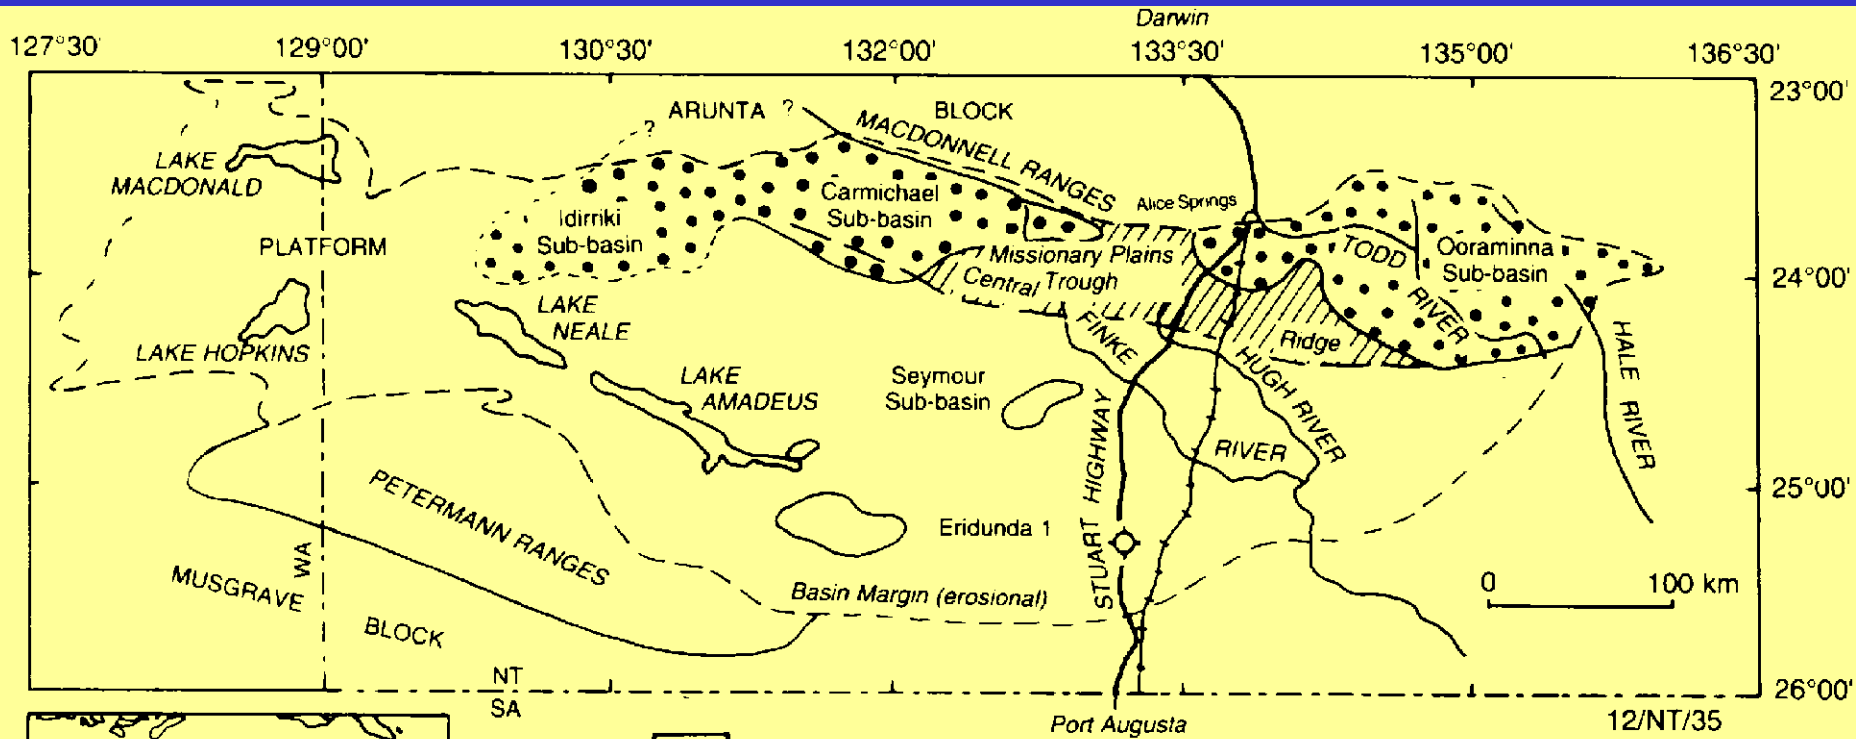 Darwin
127°30' 129°00' 130°30' 132°00' 133°30' 135°00' 136°30'
23°00'
ARUNTA ? BLOCK
?
MACDONNELL RANGES
LAKE
MACDONALD
Alice Springs
Carmichael
Sub-basin
Idirriki
Sub-basin
PLATFORM
TODD
RIVER
Ooraminna
Sub-basin
Missionary Plains
Central Trough
24°00'
LAKE
NEALE
LAKE HOPKINS
FINKE
RIVER
HUGH RIVER
Ridge
HALE RIVER
LAKE
AMADEUS
Seymour
Sub-basin
STUART HIGHWAY
25°00'
PETERMANN RANGES
Eridunda 1
WA
MUSGRAVE
BLOCK
Basin Margin (erosional)
0 100 km
NT
SA
26°00'
Port Augusta
12/NT/35